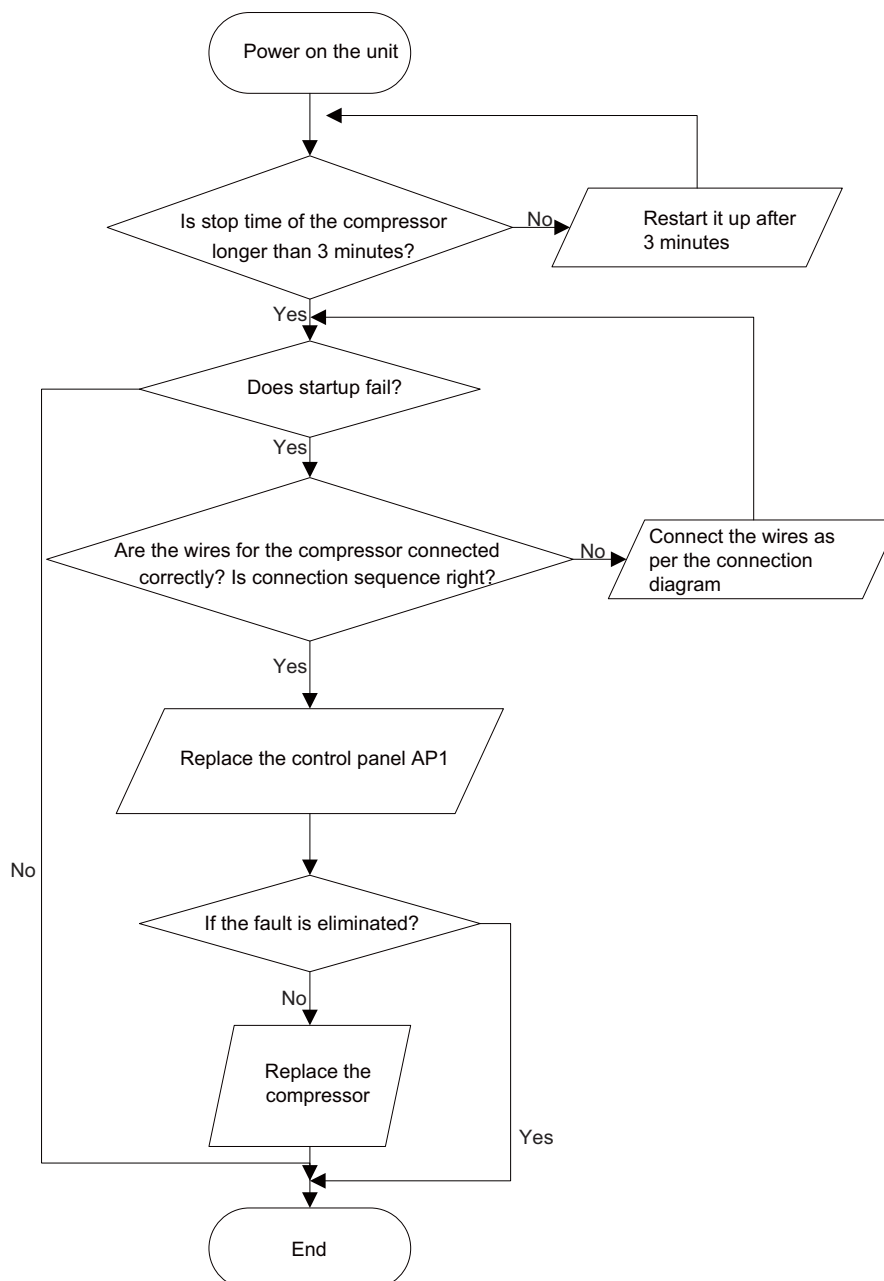 Power on the unit
Is stop time of the compressor
longer than 3 minutes?
No
Restart it up after
3 minutes
Yes
Does startup fail?
Yes
Are the wires for the compressor connected
correctly? Is connection sequence right?
No
Connect the wires as
per the connection
diagram
Yes
Replace the control panel AP1
No
If the fault is eliminated?
No
Replace the
compressor
Yes
End